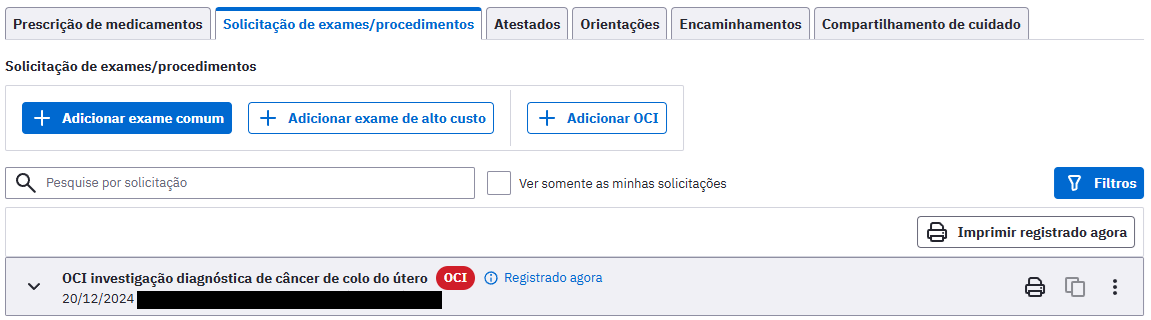 Prescrição de medicamentos Solicitação de exames/procedimentos Atestados Orientações Encaminhamentos Compartilhamento de cuidado
Solicitação de exames/procedimentos
Adicionar exame comum Adicionar exame de alto custo Adicionar OCI
Pesquise por solicitação Ver somente as minhas solicitações Filtros
Imprimir registrado agora
OCI investigação diagnóstica de câncer de colo do útero OCI Registrado agora
20/12/2024